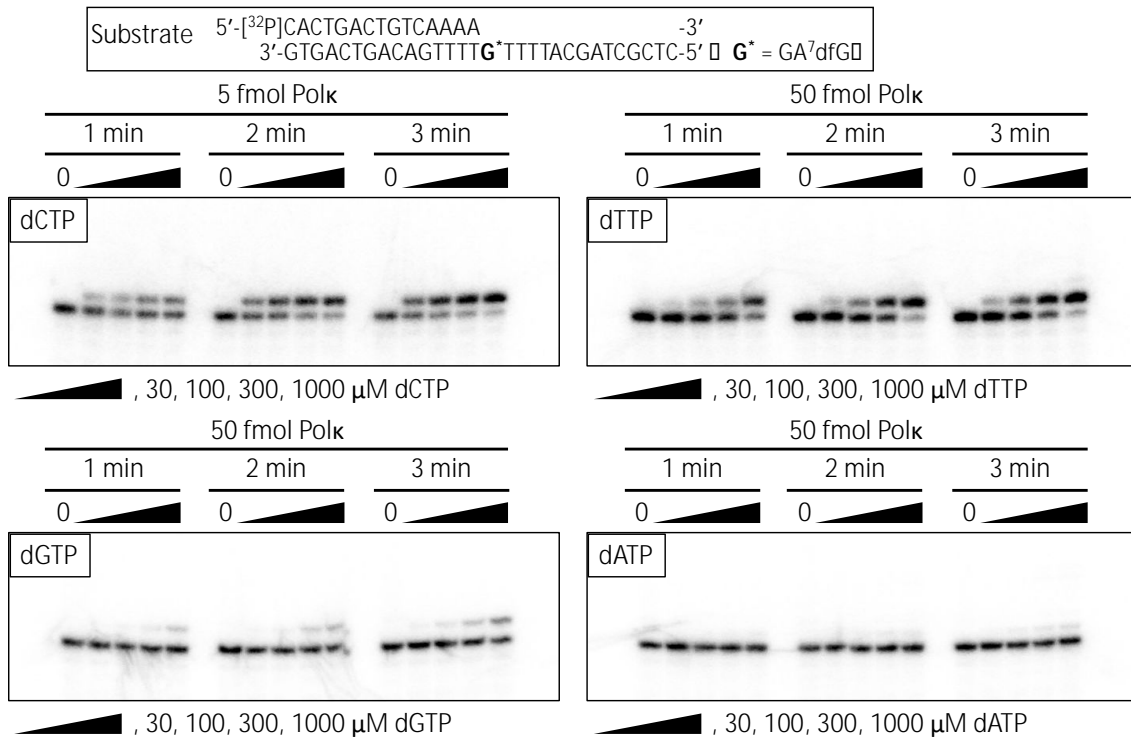 Substrate 5′-[³²P]CACTGACTGTCAAAA -3′
3′-GTGACTGACAGTTTTG*TTTTACGATCGCTC-5′ ▯ G* = GA⁷dfG▯
5 fmol Polκ
1 min 2 min 3 min
0 0 0
dCTP
, 30, 100, 300, 1000 μM dCTP
50 fmol Polκ
1 min 2 min 3 min
0 0 0
dTTP
, 30, 100, 300, 1000 μM dTTP
50 fmol Polκ
1 min 2 min 3 min
0 0 0
dGTP
, 30, 100, 300, 1000 μM dGTP
50 fmol Polκ
1 min 2 min 3 min
0 0 0
dATP
, 30, 100, 300, 1000 μM dATP